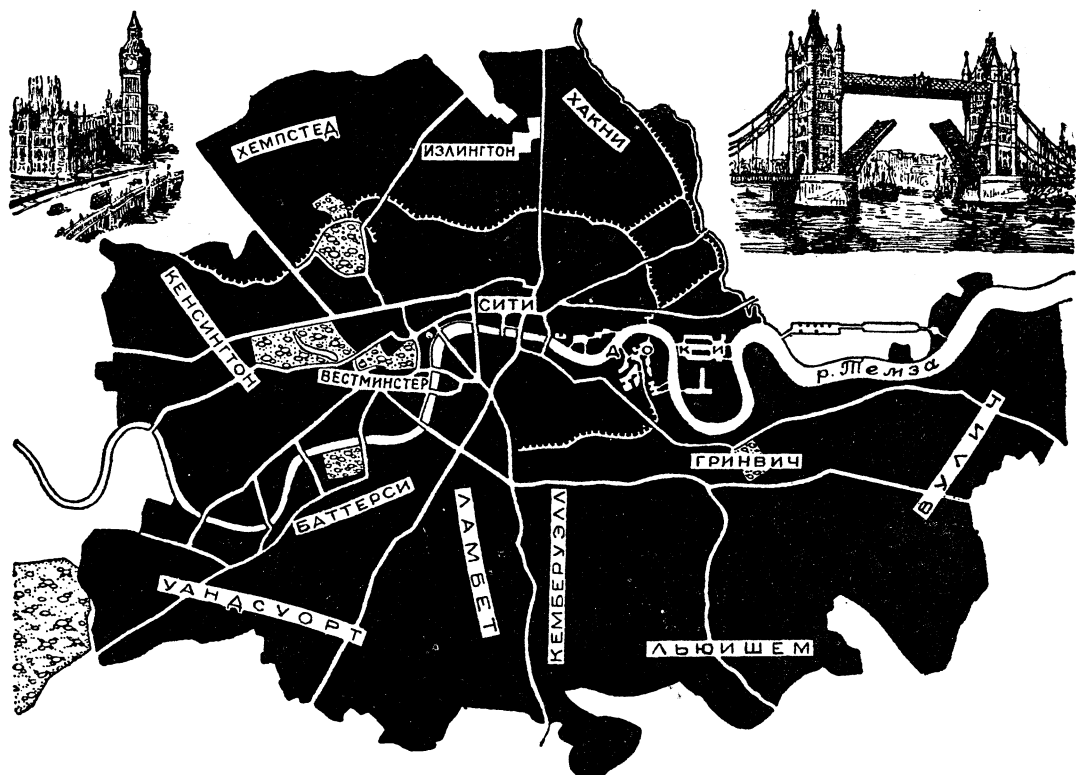 ХЕМПСТЕД
ИЗЛИНГТОН
ХАКНИ
КЕНСИНГТОН
СИТИ
ВЕСТМИНСТЕР
ДОКИ
р. Темза
ГРИНВИЧ
ВУЛИЧ
БАТТЕРСИ
ЛАМБЕТ
КЕМБЕРУЭЛЛ
УАНДСУОРТ
ЛЬЮИШЕМ